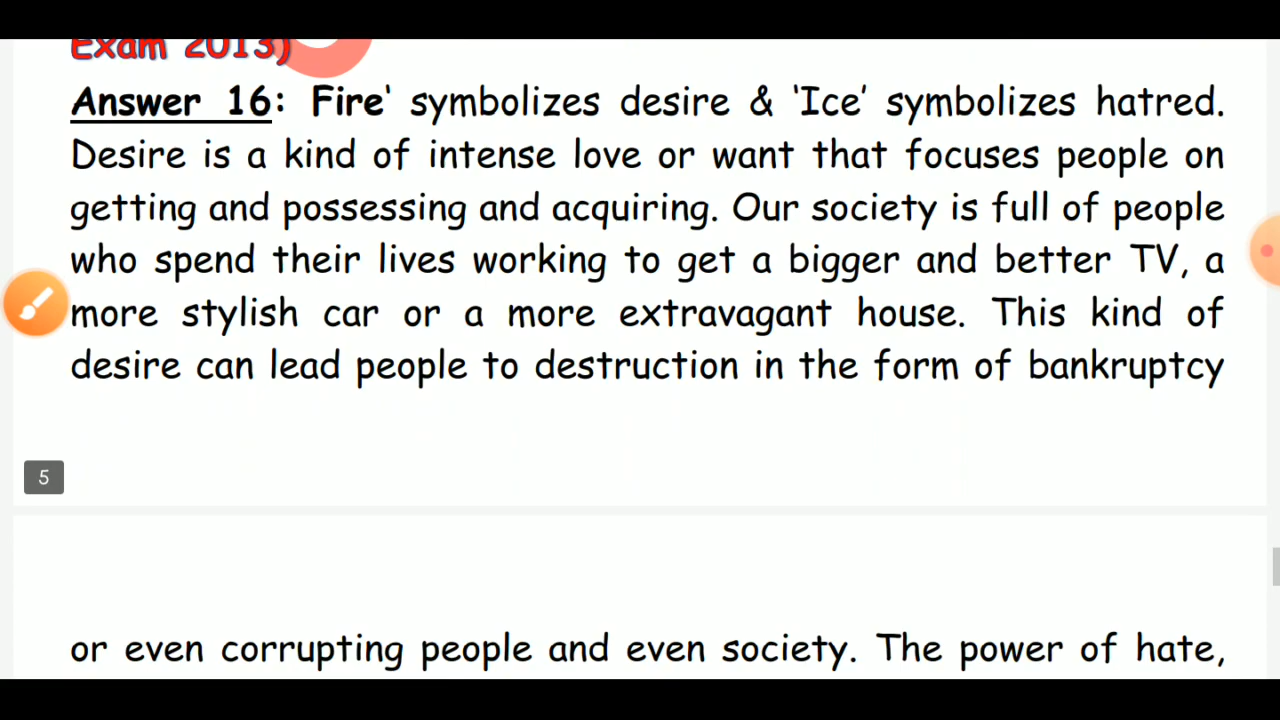 Exam 2013)
Answer 16: Fire' symbolizes desire & 'Ice' symbolizes hatred.
Desire is a kind of intense love or want that focuses people on
getting and possessing and acquiring. Our society is full of people
who spend their lives working to get a bigger and better TV, a
more stylish car or a more extravagant house. This kind of
desire can lead people to destruction in the form of bankruptcy
5
or even corrupting people and even society. The power of hate,